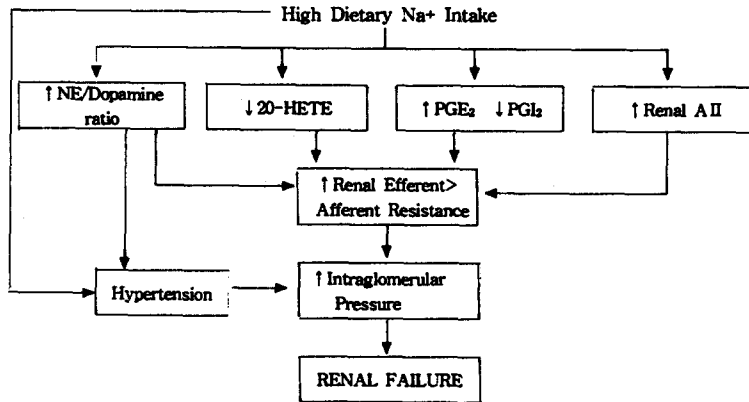 High Dietary Na+ Intake
↑NE/Dopamine
ratio
↓20-HETE
↑PGE₂ ↓PGI₂
↑Renal AⅡ
↑Renal Efferent>
Afferent Resistance
Hypertension
↑Intraglomerular
Pressure
RENAL FAILURE